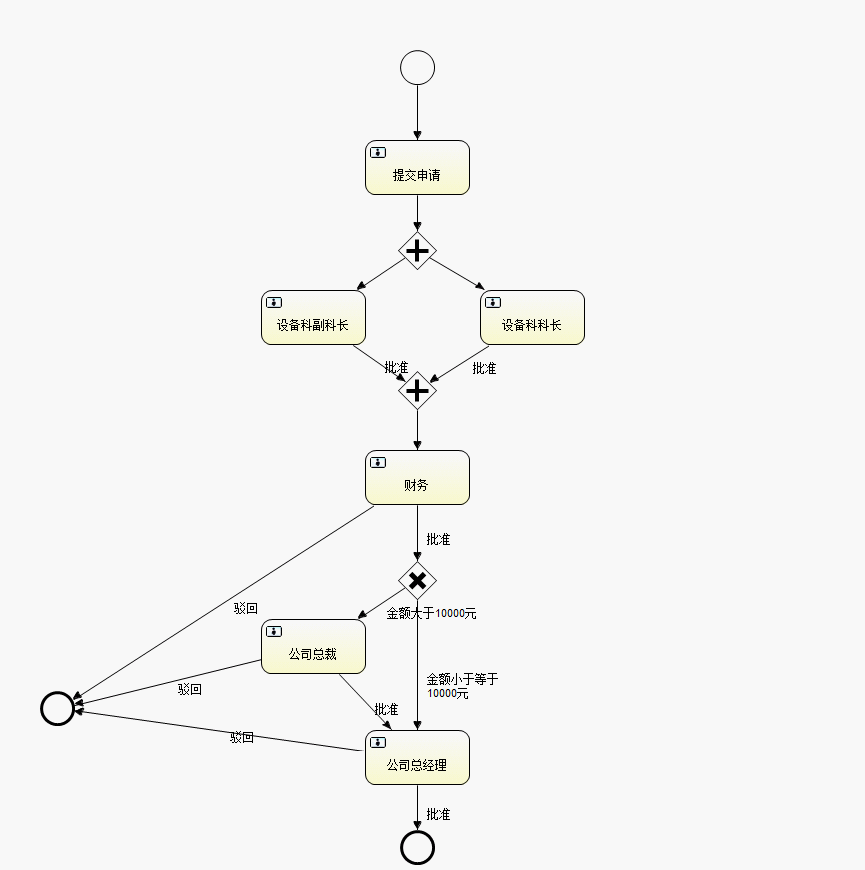 提交申请
设备科副科长
设备科科长
批准
批准
财务
批准
驳回
金额大于10000元
公司总裁
金额小于等于
10000元
驳回
批准
驳回
公司总经理
批准